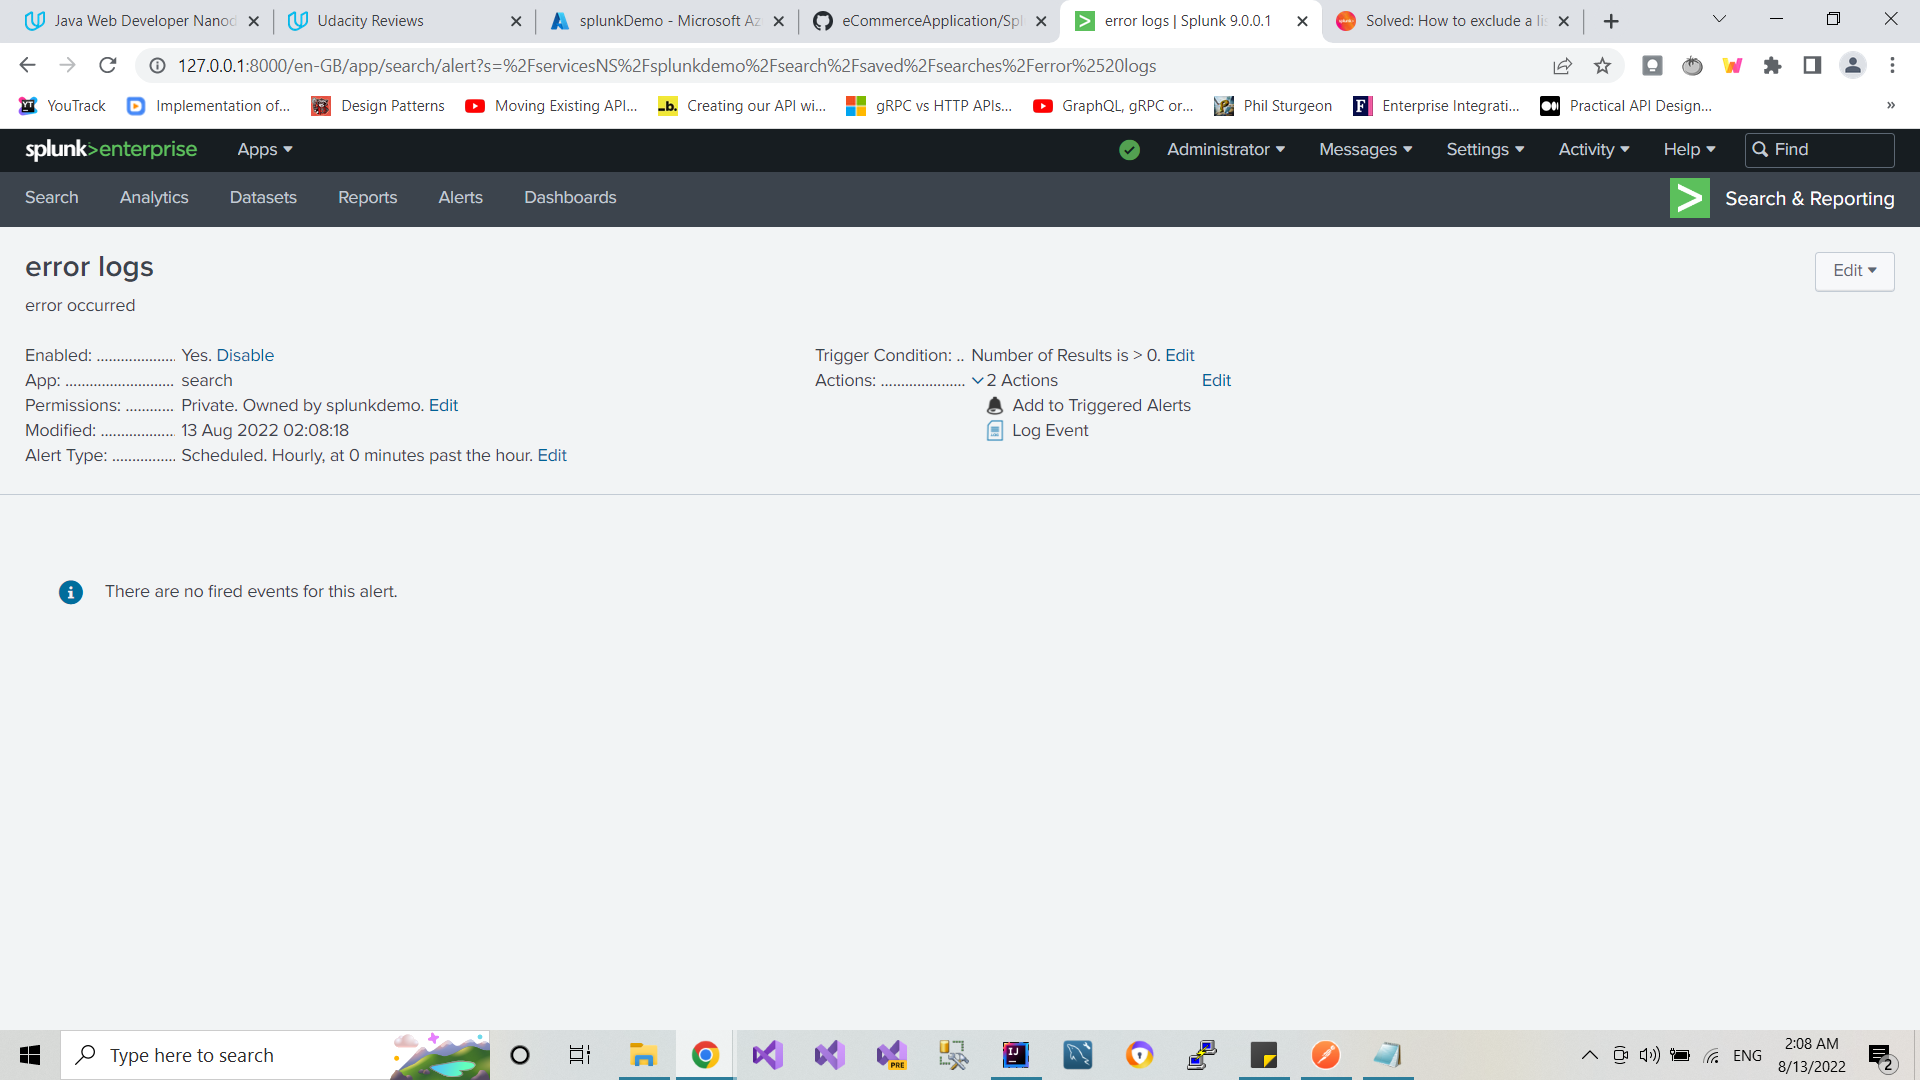 Java Web Developer Nanod
Udacity Reviews
splunkDemo - Microsoft Az
eCommerceApplication/Spl
error logs | Splunk 9.0.0.1
Solved: How to exclude a li
127.0.0.1:8000/en-GB/app/search/alert?s=%2FservicesNS%2Fsplunkdemo%2Fsearch%2Fsaved%2Fsearches%2Ferror%2520logs
YouTrack
Implementation of...
Design Patterns
Moving Existing API...
.b.
Creating our API wi...
gRPC vs HTTP APIs...
GraphQL, gRPC or...
Phil Sturgeon
F
Enterprise Integrati...
Practical API Design...
»
splunk>enterprise
Apps
Administrator
Messages
Settings
Activity
Help
Find
Search
Analytics
Datasets
Reports
Alerts
Dashboards
Search & Reporting
error logs
Edit
error occurred
Enabled: .................... Yes. Disable
App: ........................... search
Permissions: ............ Private. Owned by splunkdemo. Edit
Modified: ................... 13 Aug 2022 02:08:18
Alert Type: ................ Scheduled. Hourly, at 0 minutes past the hour. Edit
Trigger Condition: .. Number of Results is > 0. Edit
Actions: ..................... 2 Actions Edit
Add to Triggered Alerts
Log Event
There are no fired events for this alert.
Type here to search
PRE
IJ
ENG
2:08 AM
8/13/2022
2